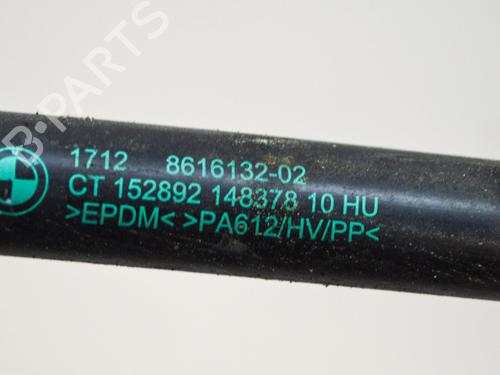 B-PARTS
1712 8616132-02
CT 152892 148378 10 HU
>EPDM< >PA612/HV/PP<